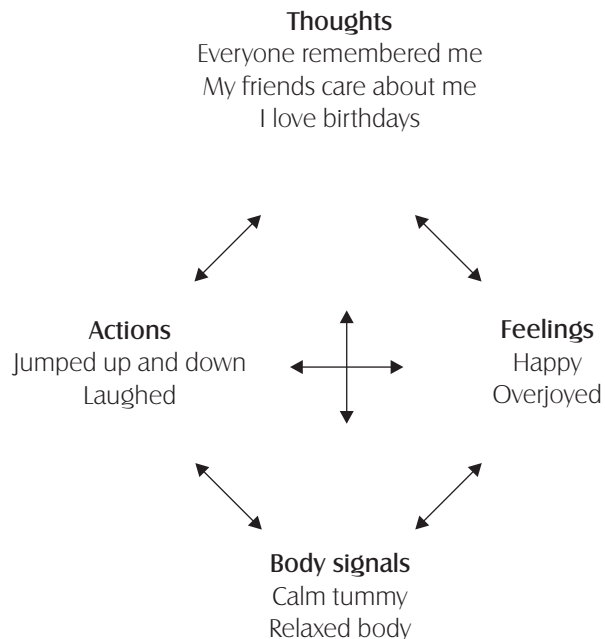 Thoughts
Everyone remembered me
My friends care about me
I love birthdays
Actions
Jumped up and down
Laughed
Feelings
Happy
Overjoyed
Body signals
Calm tummy
Relaxed body